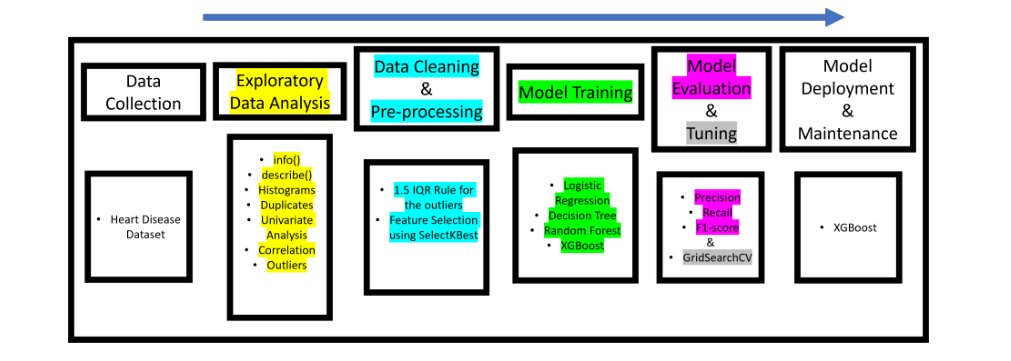 Data
Collection
Exploratory
Data Analysis
Data Cleaning
&
Pre-processing
Model Training
Model
Evaluation
&
Tuning
Model
Deployment
&
Maintenance
• Heart Disease
Dataset
• info()
• describe()
• Histograms
• Duplicates
• Univariate
Analysis
• Correlation
• Outliers
• 1.5 IQR Rule for
the outliers
• Feature Selection
using SelectKBest
• Logistic
Regression
• Decision Tree
• Random Forest
• XGBoost
• Precision
• Recall
• F1-score
&
• GridSearchCV
• XGBoost